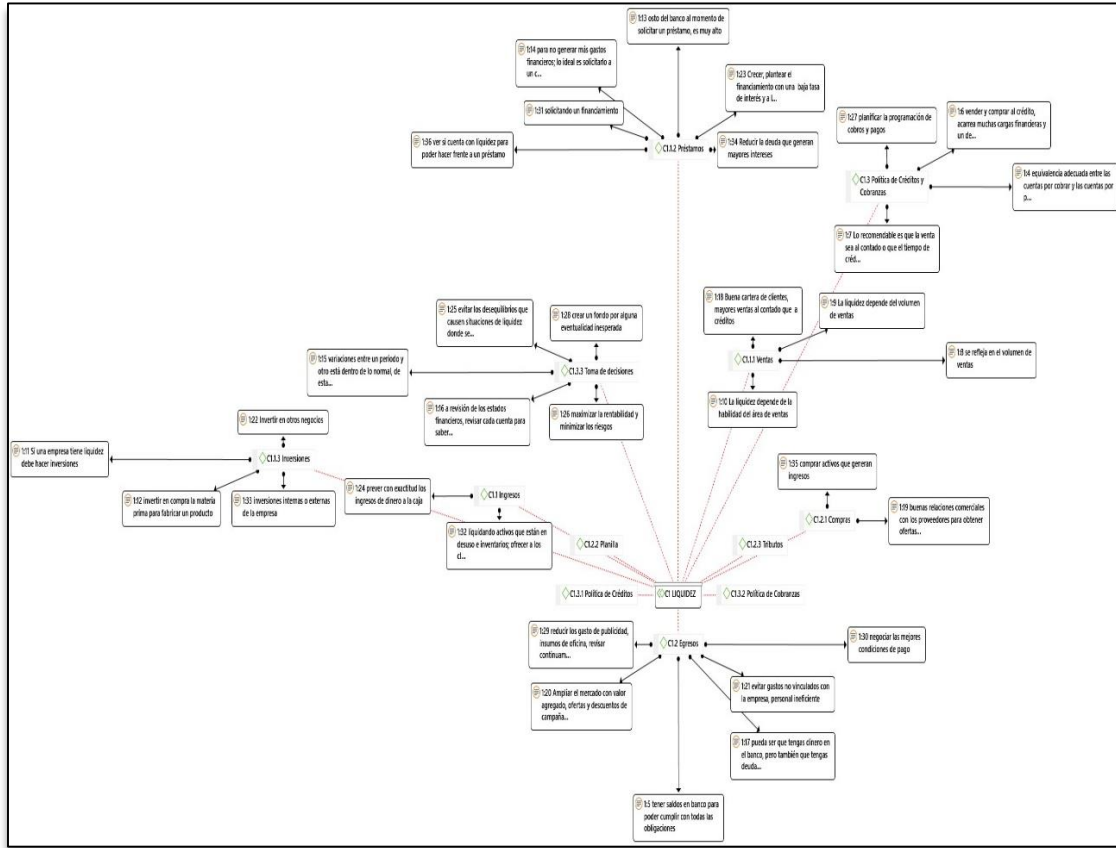 1:13 osto del banco al momento de
solicitar un préstamo, es muy alto
1:14 para no generar más gastos
financieros; lo ideal es solicitarlo a
un c...
1:23 Crecer, plantear el
financiamiento con una baja tasa
de interés y a l...
1:31 solicitando un financiamiento
1:36 ver si cuenta con liquidez para
poder hacer frente a un préstamo
C1.1.2 Préstamos
1:34 Reducir la deuda que generan
mayores intereses
1:27 planificar la programación de
cobros y pagos
1:6 vender y comprar al crédito,
acarrea muchas cargas financieras y
un de...
C1.3 Política de Créditos y
Cobranzas
1:4 equivalencia adecuada entre las
cuentas por cobrar y las cuentas por
p...
1:7 Lo recomendable es que la venta
sea al contado o que el tiempo de
créd...
1:25 evitar los desequilibrios que
causen situaciones de liquidez
donde se...
1:28 crear un fondo por alguna
eventualidad inesperada
1:15 variaciones entre un periodo y
otro está dentro de lo normal, de
esta...
C1.3.3 Toma de decisiones
1:16 a revisión de los estados
financieros, revisar cada cuenta para
saber...
1:26 maximizar la rentabilidad y
minimizar los riesgos
1:18 Buena cartera de clientes,
mayores ventas al contado que a
créditos
1:9 La liquidez depende del volumen
de ventas
C1.1.1 Ventas
1:8 se refleja en el volumen de
ventas
1:10 La liquidez depende de la
habilidad del área de ventas
1:22 Invertir en otros negocios
1:11 Si una empresa tiene liquidez
debe hacer inversiones
C1.1.3 Inversiones
1:12 invertir en compra la materia
prima para fabricar un producto
1:33 inversiones internas o externas
de la empresa
1:24 prever con exactitud los
ingresos de dinero a la caja
C1.1 Ingresos
1:32 liquidando activos que están en
desuso e inventarios; ofrecer a los
cl...
1:35 comprar activos que generan
ingresos
C1.2.1 Compras
1:19 buenas relaciones comerciales
con los proveedores para obtener
ofertas...
C1.2.2 Planilla
C1.2.3 Tributos
C1.3.1 Política de Créditos
C1 LIQUIDEZ
C1.3.2 Política de Cobranzas
1:29 reducir los gasto de publicidad,
insumos de oficina, revisar
continuam...
C1.2 Egresos
1:30 negociar las mejores
condiciones de pago
1:20 Ampliar el mercado con valor
agregado, ofertas y descuentos de
campaña...
1:21 evitar gastos no vinculados con
la empresa, personal ineficiente
1:17 pueda ser que tengas dinero en
el banco, pero también que tengas
deuda...
1:5 tener saldos en banco para
poder cumplir con todas las
obligaciones